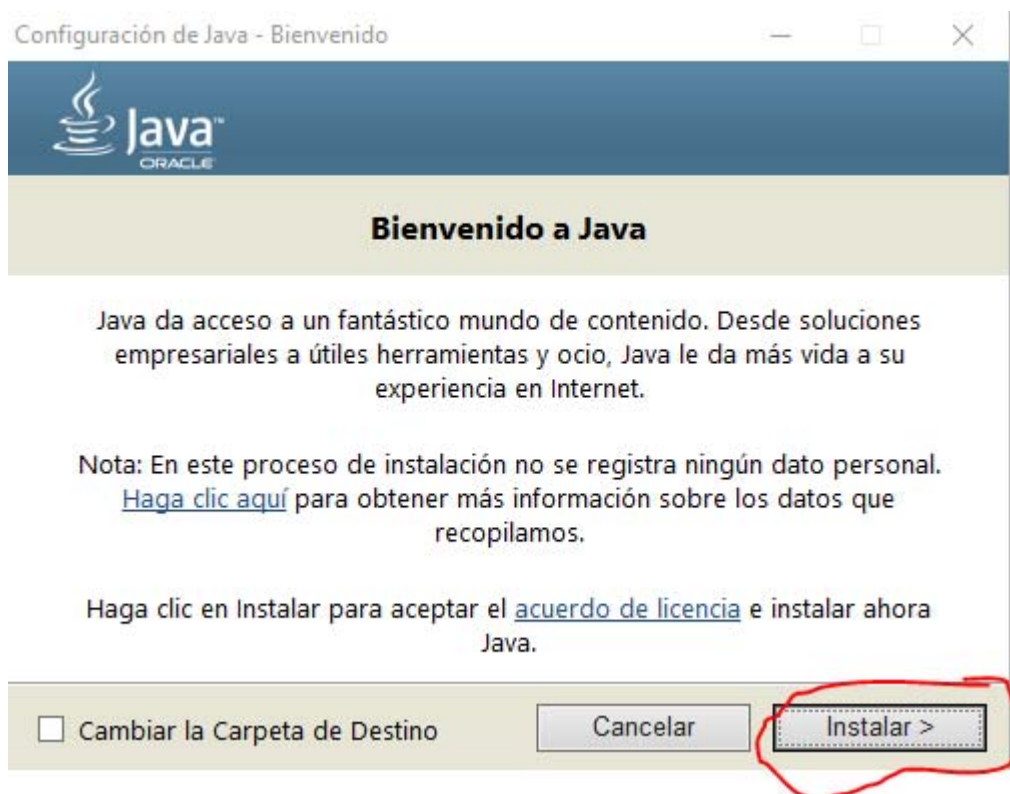 Configuración de Java - Bienvenido
Java™
ORACLE
Bienvenido a Java
Java da acceso a un fantástico mundo de contenido. Desde soluciones
empresariales a útiles herramientas y ocio, Java le da más vida a su
experiencia en Internet.
Nota: En este proceso de instalación no se registra ningún dato personal.
Haga clic aquí para obtener más información sobre los datos que
recopilamos.
Haga clic en Instalar para aceptar el acuerdo de licencia e instalar ahora
Java.
Cambiar la Carpeta de Destino Cancelar Instalar >